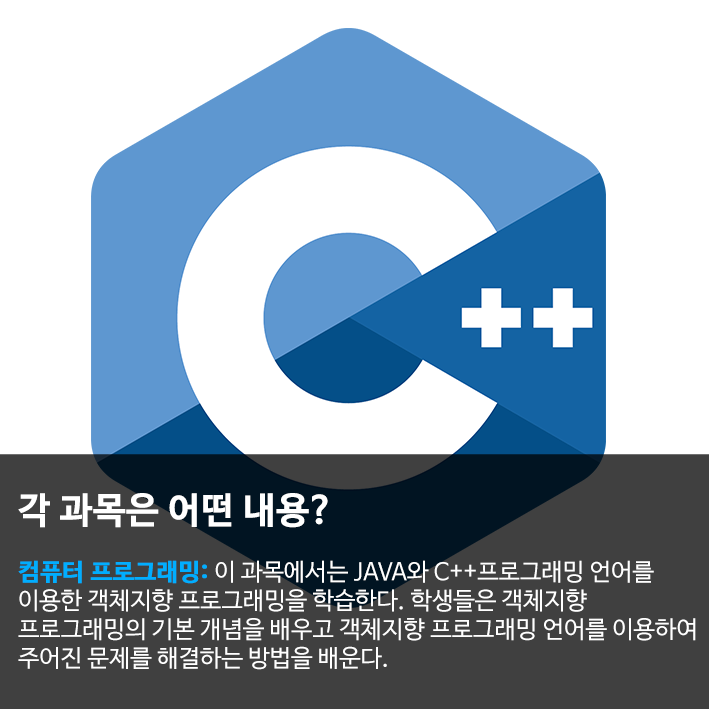 C++
각 과목은 어떤 내용?
컴퓨터 프로그래밍: 이 과목에서는 JAVA와 C++프로그래밍 언어를
이용한 객체지향 프로그래밍을 학습한다. 학생들은 객체지향
프로그래밍의 기본 개념을 배우고 객체지향 프로그래밍 언어를 이용하여
주어진 문제를 해결하는 방법을 배운다.